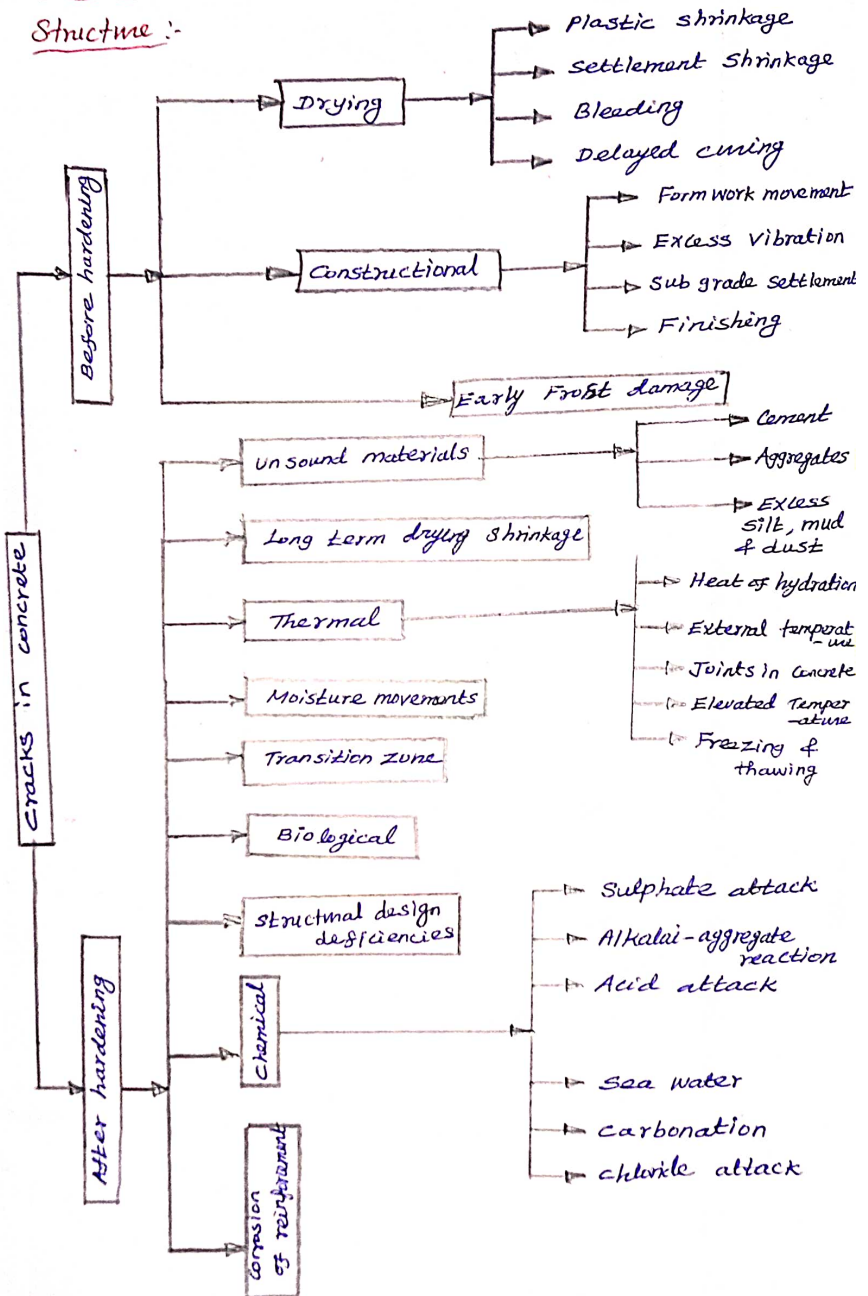 Structure :-
Cracks in concrete
Before hardening
Drying
Plastic shrinkage
Settlement Shrinkage
Bleeding
Delayed curing
Constructional
Form work movement
Excess Vibration
Sub grade settlement
Finishing
Early Frost damage
After hardening
Unsound materials
Cement
Aggregates
Excess
silt, mud
& dust
Long term drying shrinkage
Thermal
Heat of hydration
External temperat
-ure
Joints in Concrete
Elevated Temper
-ature
Freezing &
thawing
Moisture movements
Transition zone
Biological
Structural design
deficiencies
Chemical
Sulphate attack
Alkalai-aggregate
reaction
Acid attack
Sea water
Carbonation
Chloride attack
Corrosion
of reinforcement